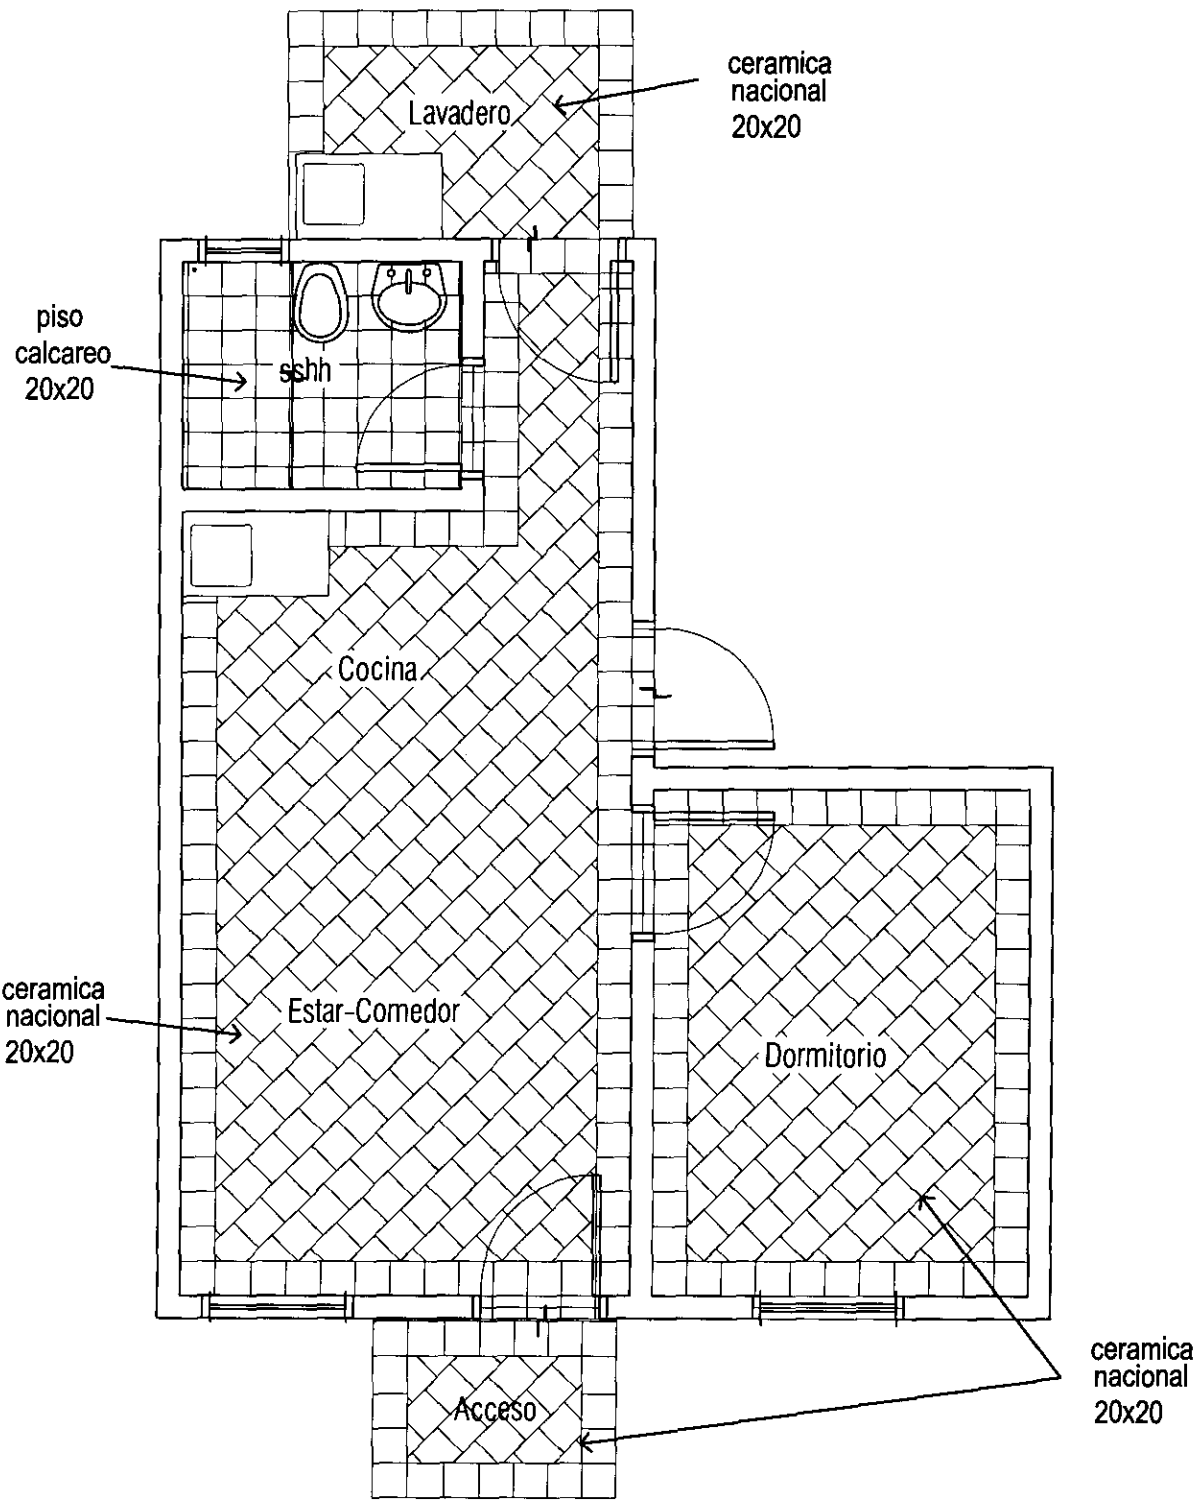 ceramica
nacional
20x20
Lavadero
piso
calcareo
20x20
sshh
Cocina
ceramica
nacional
20x20
Estar-Comedor
Dormitorio
ceramica
nacional
20x20
Acceso